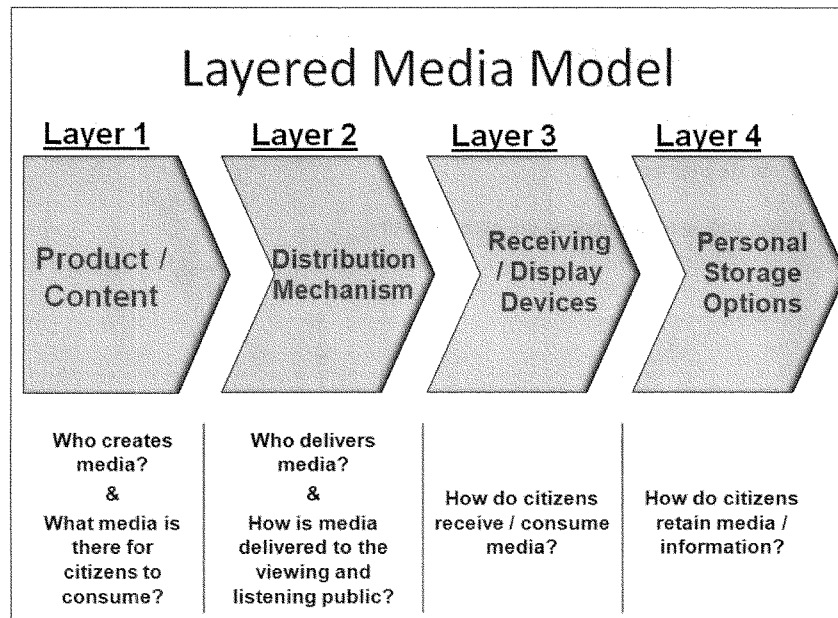 Layered Media Model
Layer 1
Product /
Content
Who creates
media?
&
What media is
there for
citizens to
consume?
Layer 2
Distribution
Mechanism
Who delivers
media?
&
How is media
delivered to the
viewing and
listening public?
Layer 3
Receiving
/ Display
Devices
How do citizens
receive / consume
media?
Layer 4
Personal
Storage
Options
How do citizens
retain media /
information?